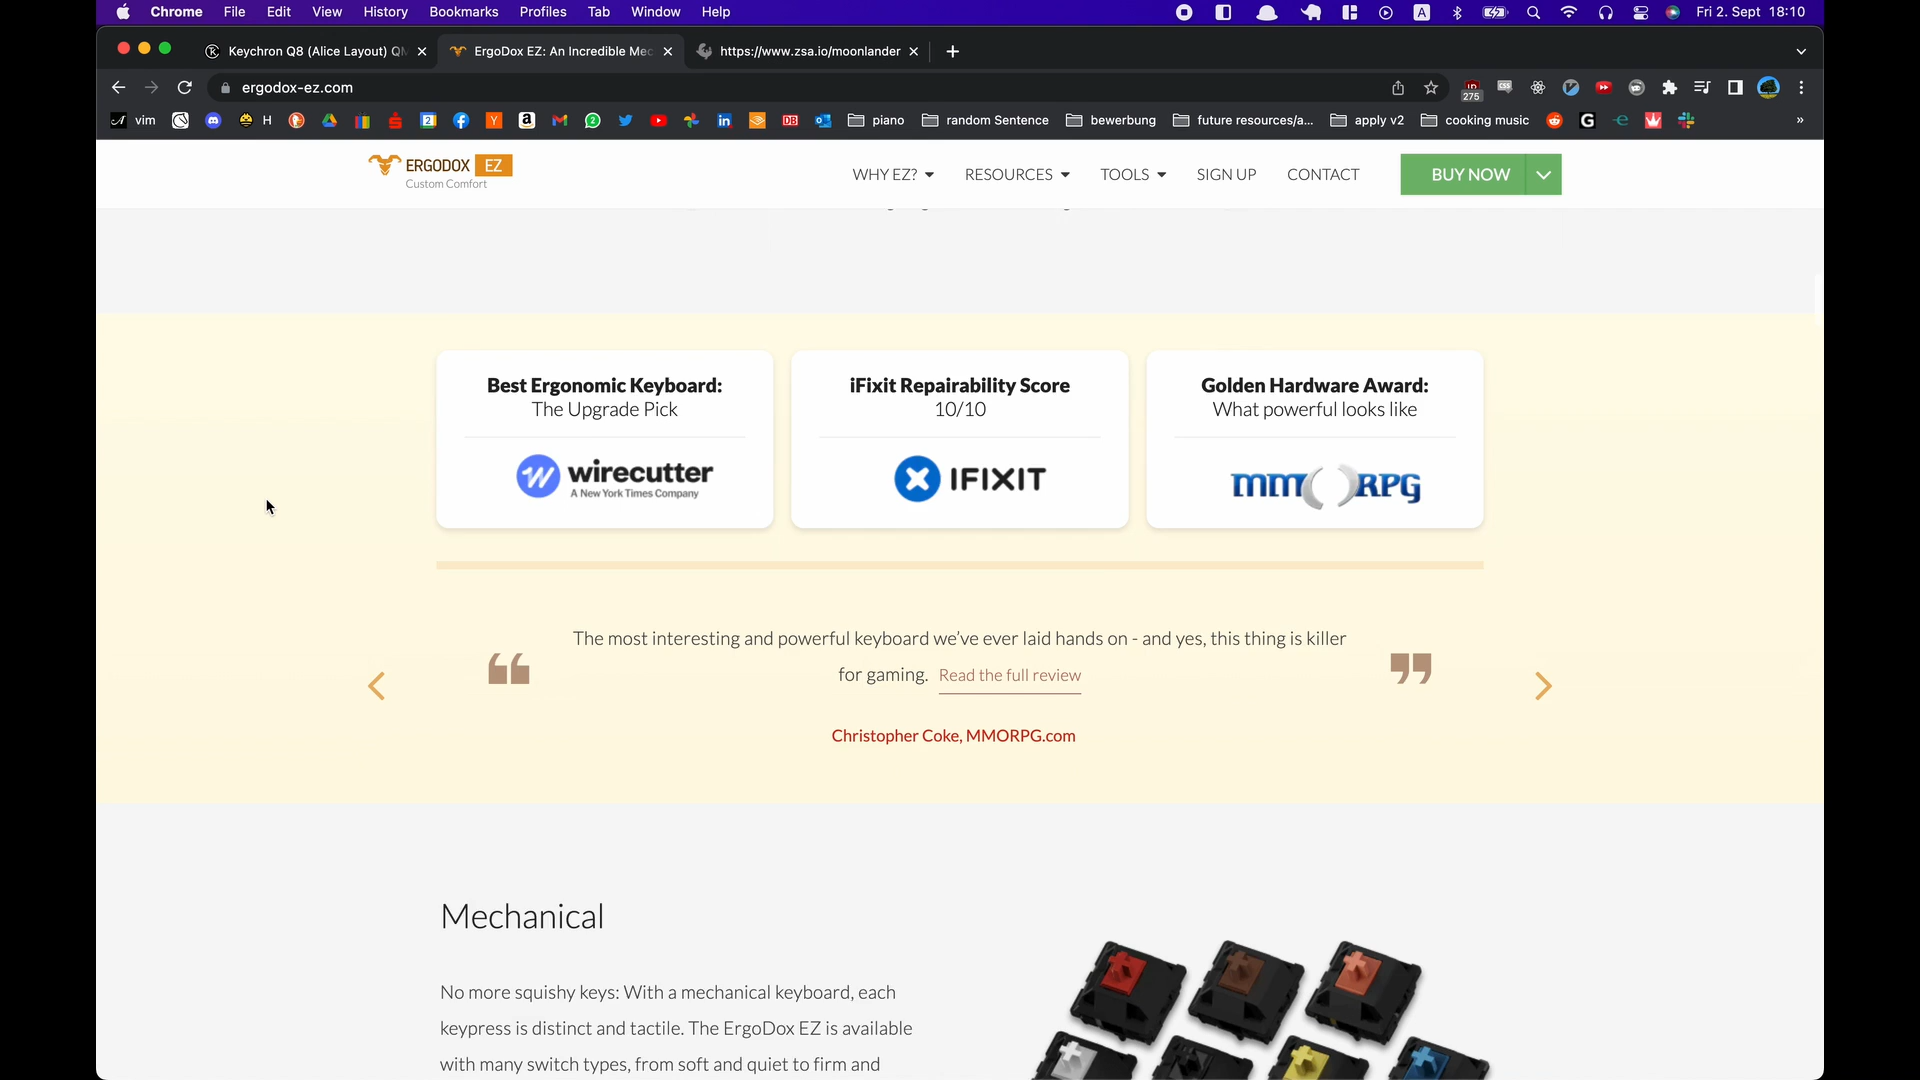 Chrome File Edit View History Bookmarks Profiles Tab Window Help
A Fri 2. Sept 18:10
Keychron Q8 (Alice Layout) QM
ErgoDox EZ: An Incredible Mec
https://www.zsa.io/moonlander
ergodox-ez.com
275
vim
H
piano
random Sentence
bewerbung
future resources/a...
apply v2
cooking music
ERGODOX EZ
Custom Comfort
WHY EZ?
RESOURCES
TOOLS
SIGN UP
CONTACT
BUY NOW
Best Ergonomic Keyboard:
The Upgrade Pick
wirecutter
A New York Times Company
iFixit Repairability Score
10/10
IFIXIT
Golden Hardware Award:
What powerful looks like
MMORPG
The most interesting and powerful keyboard we've ever laid hands on - and yes, this thing is killer
for gaming. Read the full review
Christopher Coke, MMORPG.com
Mechanical
No more squishy keys: With a mechanical keyboard, each
keypress is distinct and tactile. The ErgoDox EZ is available
with many switch types, from soft and quiet to firm and